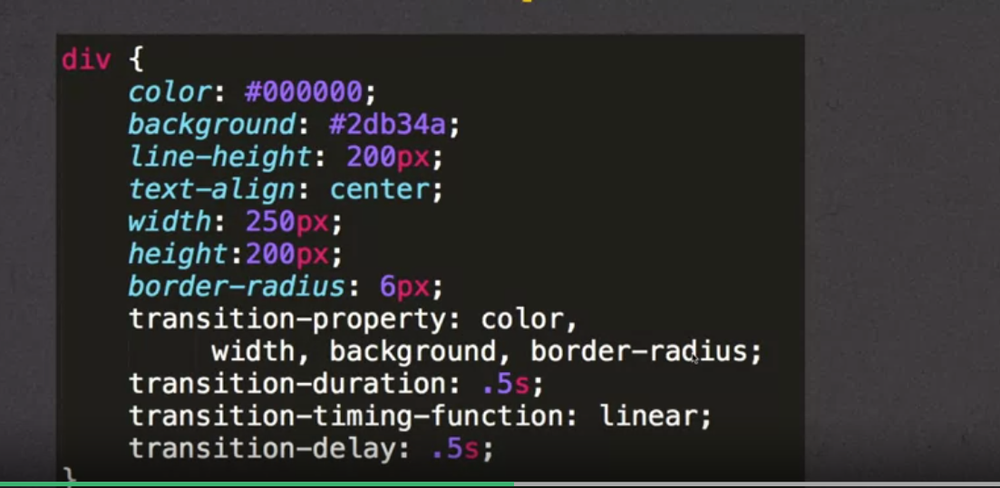 div {
color: #000000;
background: #2db34a;
line-height: 200px;
text-align: center;
width: 250px;
height:200px;
border-radius: 6px;
transition-property: color,
width, background, border-radius;
transition-duration: .5s;
transition-timing-function: linear;
transition-delay: .5s;
}